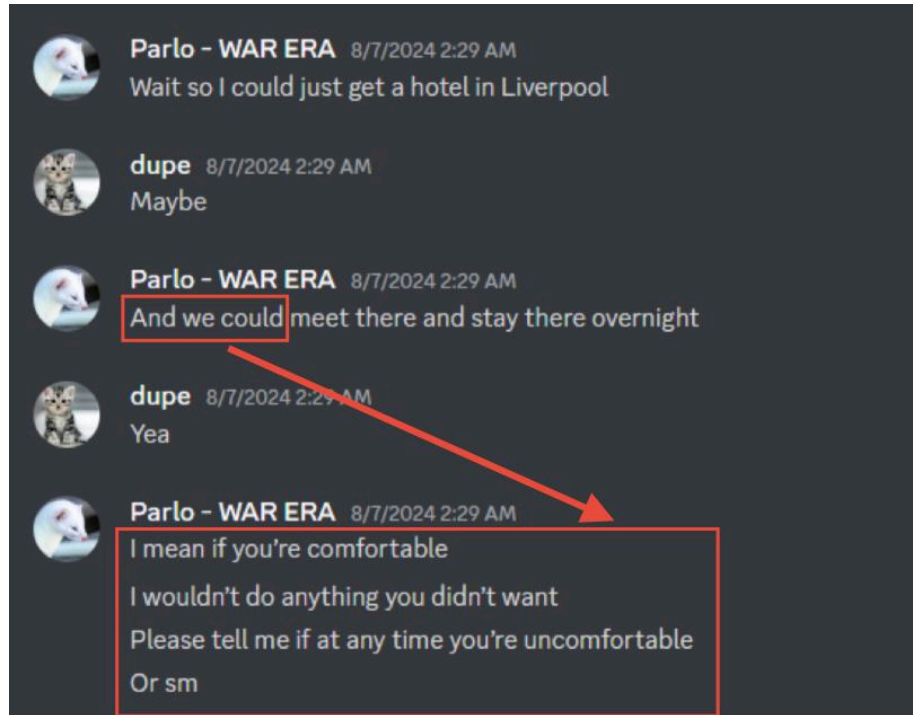 Parlo - WAR ERA 8/7/2024 2:29 AM
Wait so I could just get a hotel in Liverpool
dupe 8/7/2024 2:29 AM
Maybe
Parlo - WAR ERA 8/7/2024 2:29 AM
And we could meet there and stay there overnight
dupe 8/7/2024 2:29 AM
Yea
Parlo - WAR ERA 8/7/2024 2:29 AM
I mean if you're comfortable
I wouldn't do anything you didn't want
Please tell me if at any time you're uncomfortable
Or sm